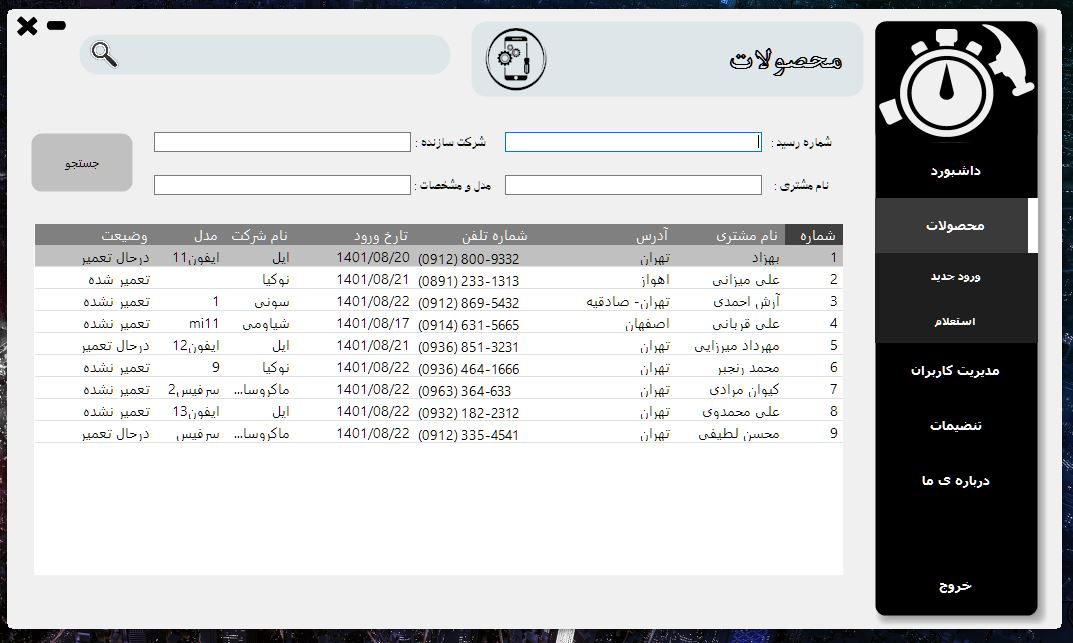 محصولات
شماره رسید :
شرکت سازنده :
نام مشتری :
مدل و مشخصات :
جستجو
شماره نام مشتری آدرس شماره تلفن تارخ ورود نام شرکت مدل وضیعت
1 بهزاد تهران (0912) 800-9332 1401/08/20 اپل ایفون11 درحال تعمیر
2 علی میزانی اهواز (0891) 233-1313 1401/08/21 نوکیا تعمیر شده
3 آرش احمدی تهران- صادقیه (0912) 869-5432 1401/08/22 سونی 1 تعمیر نشده
4 علی قربانی اصفهان (0914) 631-5665 1401/08/17 شیاومی mi11 تعمیر نشده
5 مهرداد میرزایی تهران (0936) 851-3231 1401/08/21 اپل ایفون12 درحال تعمیر
6 محمد رنجبر تهران (0936) 464-1666 1401/08/22 نوکیا 9 تعمیر نشده
7 کیوان مرادی تهران (0963) 364-633 1401/08/22 ماکروسا... سرفیس2 تعمیر نشده
8 علی محمدوی تهران (0932) 182-2312 1401/08/22 اپل ایفون13 تعمیر نشده
9 محسن لطیفی تهران (0912) 335-4541 1401/08/22 ماکروسا... سرفیس درحال تعمیر
داشبورد
محصولات
ورود جدید
استعلام
مدیریت کاربران
تنضیمات
درباره ی ما
خروج